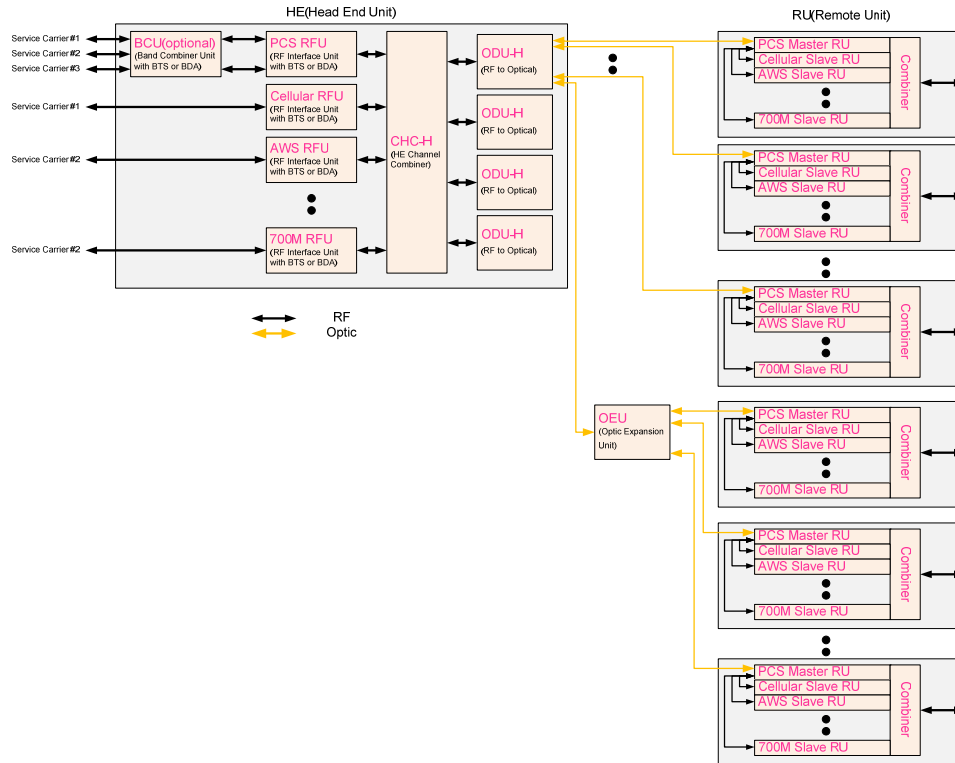 HE(Head End Unit)
RU(Remote Unit)
Service Carrier#1
Service Carrier#2
Service Carrier#3
BCU(optional)
(Band Combiner Unit
with BTS or BDA)
PCS RFU
(RF Interface Unit
with BTS or BDA)
Service Carrier#1
Cellular RFU
(RF Interface Unit
with BTS or BDA)
Service Carrier#2
AWS RFU
(RF Interface Unit
with BTS or BDA)
Service Carrier#2
700M RFU
(RF Interface Unit
with BTS or BDA)
CHC-H
(HE Channel
Combiner)
ODU-H
(RF to Optical)
ODU-H
(RF to Optical)
ODU-H
(RF to Optical)
ODU-H
(RF to Optical)
RF
Optic
OEU
(Optic Expansion
Unit)
PCS Master RU
Cellular Slave RU
AWS Slave RU
700M Slave RU
Combiner
PCS Master RU
Cellular Slave RU
AWS Slave RU
700M Slave RU
Combiner
PCS Master RU
Cellular Slave RU
AWS Slave RU
700M Slave RU
Combiner
PCS Master RU
Cellular Slave RU
AWS Slave RU
700M Slave RU
Combiner
PCS Master RU
Cellular Slave RU
AWS Slave RU
700M Slave RU
Combiner
PCS Master RU
Cellular Slave RU
AWS Slave RU
700M Slave RU
Combiner